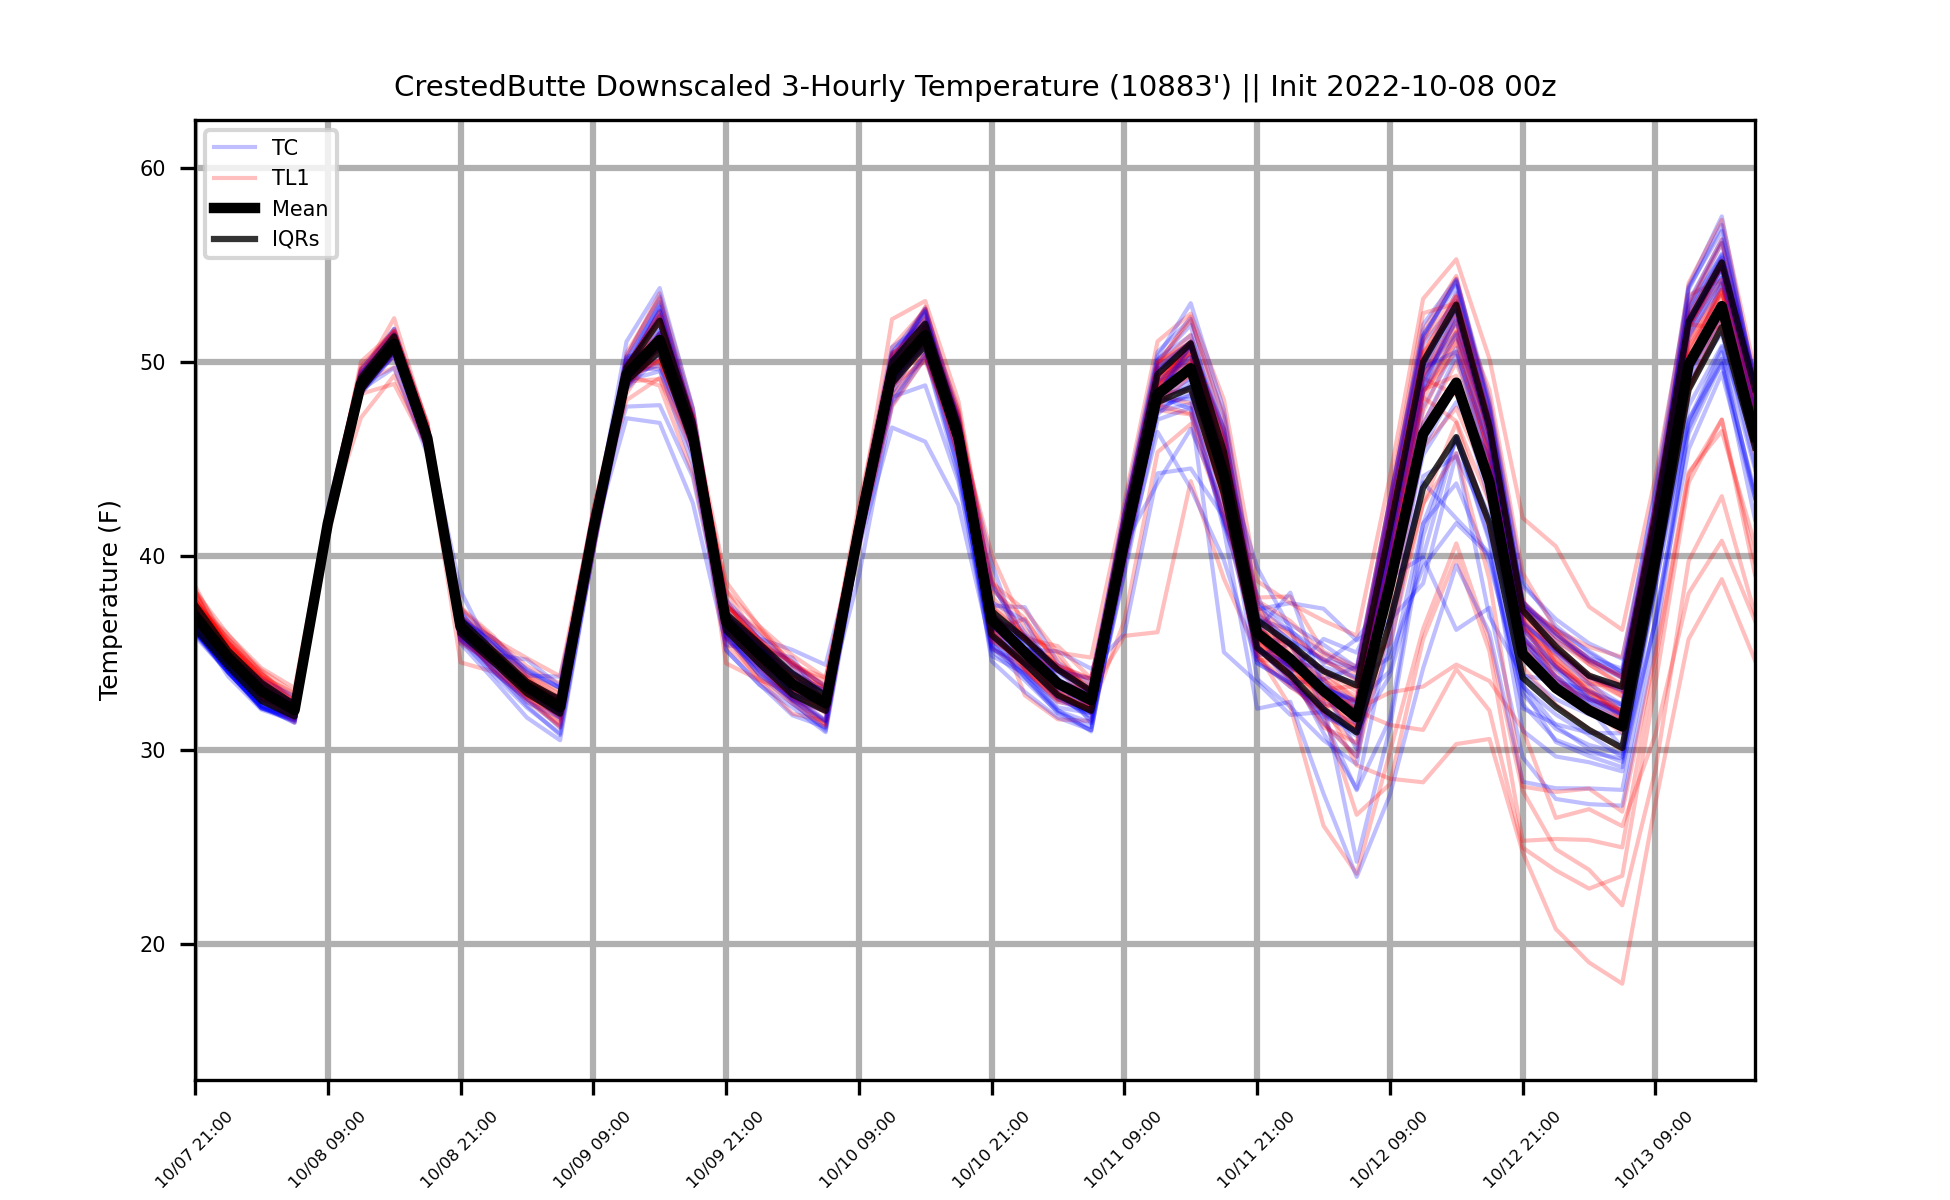 CrestedButte Downscaled 3-Hourly Temperature (10883') || Init 2022-10-08 00z
TC
TL1
Mean
IQRs
Temperature (F)
60
50
40
30
20
10/07 21:00
10/08 09:00
10/08 21:00
10/09 09:00
10/09 21:00
10/10 09:00
10/10 21:00
10/11 09:00
10/11 21:00
10/12 09:00
10/12 21:00
10/13 09:00